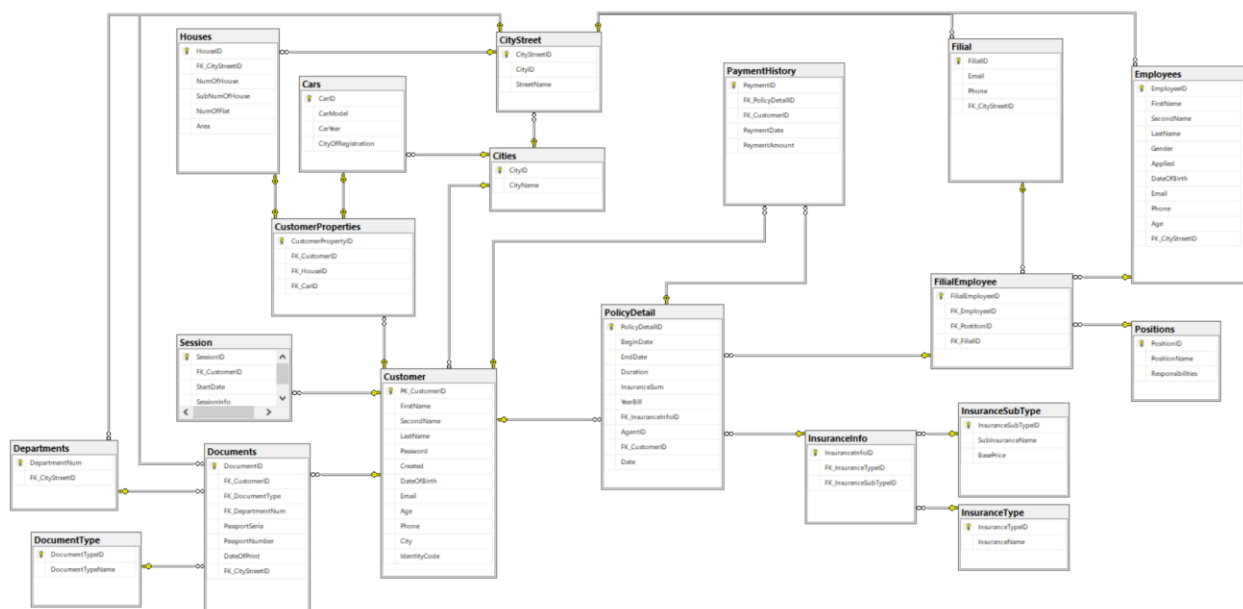 Houses
HouseID
FK_CityStreetID
NumOfHouse
SubNumOfHouse
NumOfFlat
Area
Cars
CarID
CarModel
CarYear
CityOfRegistration
CityStreet
CityStreetID
CityID
StreetName
Cities
CityID
CityName
PaymentHistory
PaymentID
FK_PolicyDetailID
FK_CustomerID
PaymentDate
PaymentAmount
Filial
FilialID
Email
Phone
FK_CityStreetID
Employees
EmployeeID
FirstName
SecondName
LastName
Gender
Applied
DateOfBirth
Email
Phone
Age
FK_CityStreetID
CustomerProperties
CustomerPropertyID
FK_CustomerID
FK_HouseID
FK_CarID
FilialEmployee
FilialEmployeeID
FK_EmployeeID
FK_PostitonID
FK_FilialID
Positions
PositionID
PositionName
Responsibilities
Session
SessionID
FK_CustomerID
StartDate
SessionInfo
Customer
PK_CustomerID
FirstName
SecondName
LastName
Password
Created
DateOfBirth
Email
Age
Phone
City
IdentityCode
PolicyDetail
PolicyDetailID
BeginDate
EndDate
Duration
InsuranceSum
YearBill
FK_InsuranceInfoID
AgentID
FK_CustomerID
Date
InsuranceInfo
InsuranceInfoID
FK_InsuranceTypeID
FK_InsuranceSubTypeID
InsuranceSubType
InsuranceSubTypeID
SubInsuranceName
BasePrice
InsuranceType
InsuranceTypeID
InsuranceName
Departments
DepartmentNum
FK_CityStreetID
Documents
DocumentID
FK_CustomerID
FK_DocumentType
FK_DepartmentNum
PassportSeria
PassportNumber
DateOfPrint
FK_CityStreetID
DocumentType
DocumentTypeID
DocumentTypeName